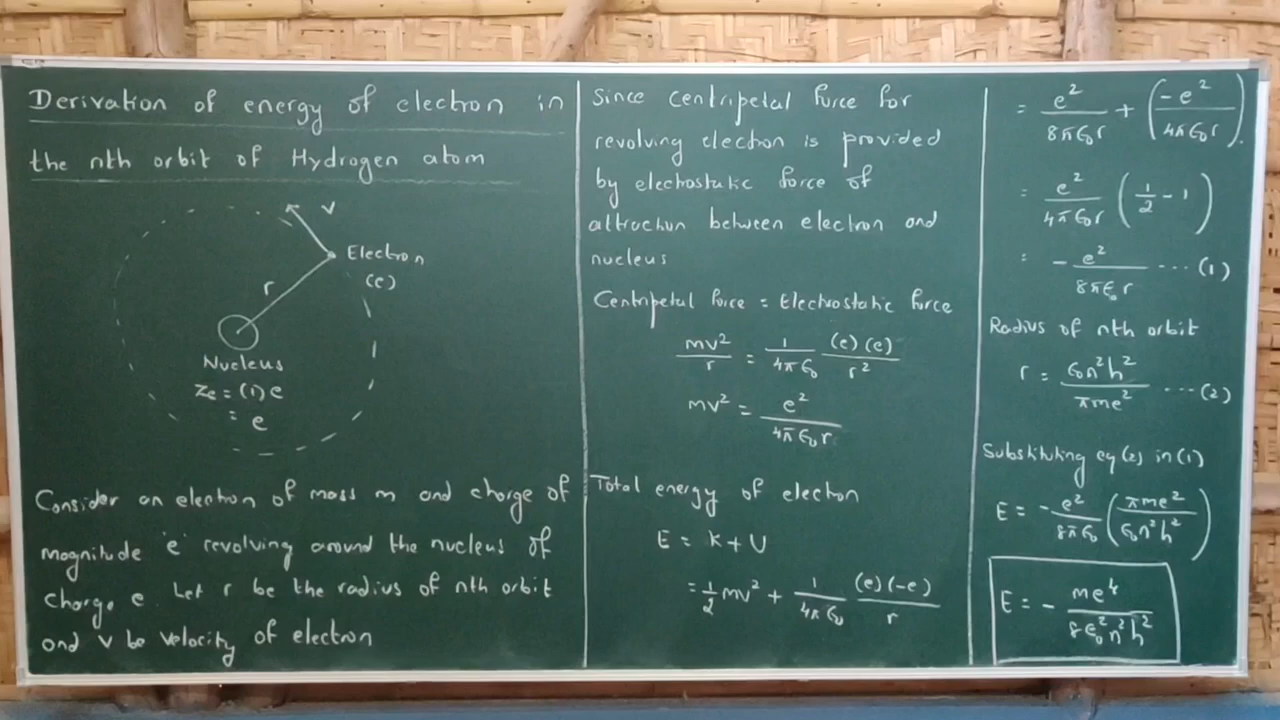 Derivation of energy of electron in
the nth orbit of Hydrogen atom
v
Electron
(e)
r
Nucleus
Ze = (1) e
= e
Consider an electron of mass m and charge of
magnitude 'e' revolving around the nucleus of
charge e. Let r be the radius of nth orbit
and v be velocity of electron
Since centripetal force for
revolving electron is provided
by electrostatic force of
attraction between electron and
nucleus
Centripetal force = Electrostatic force
mv²/r = 1/4πε₀ (e)(e)/r²
mv² = e²/4πε₀r
Total energy of electron
E = K + U
= 1/2 mv² + 1/4πε₀ (e)(-e)/r
= e²/8πε₀r + (-e²/4πε₀r).
= e²/4πε₀r (1/2 - 1)
= - e²/8πε₀r ....(1)
Radius of nth orbit
r = ε₀n²h²/πme² ....(2)
Substituting eq (2) in (1)
E = - e²/8πε₀ (πme²/ε₀n²h²)
E = - me⁴/8ε₀²n²h²